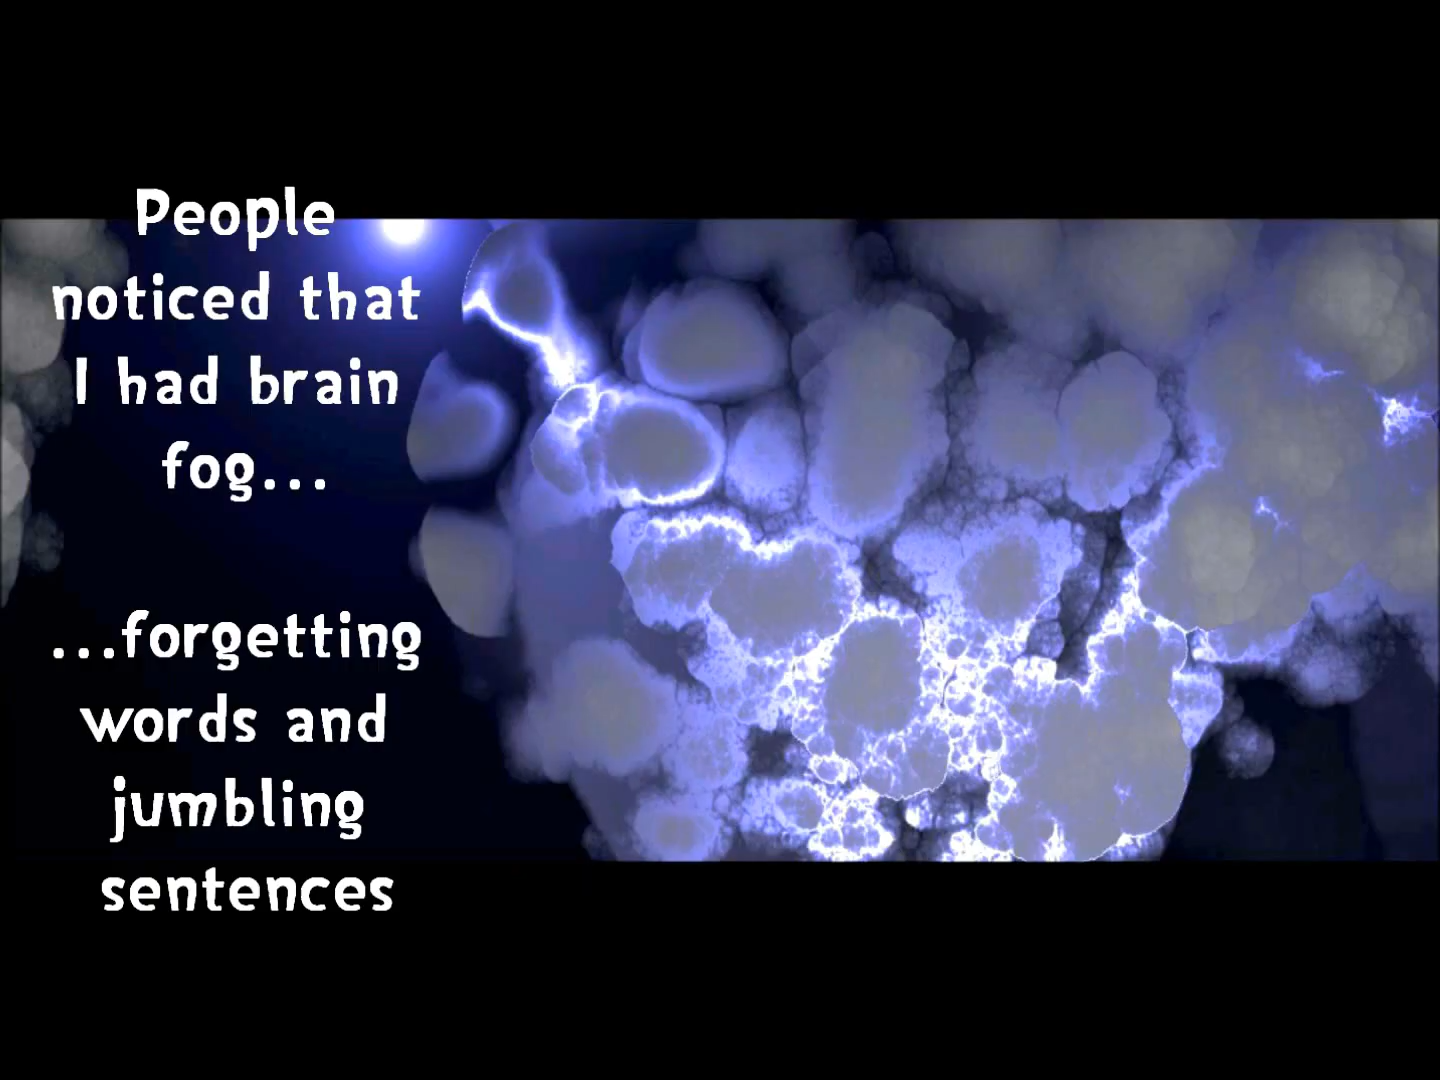 People
noticed that
I had brain
fog...
...forgetting
words and
jumbling
sentences